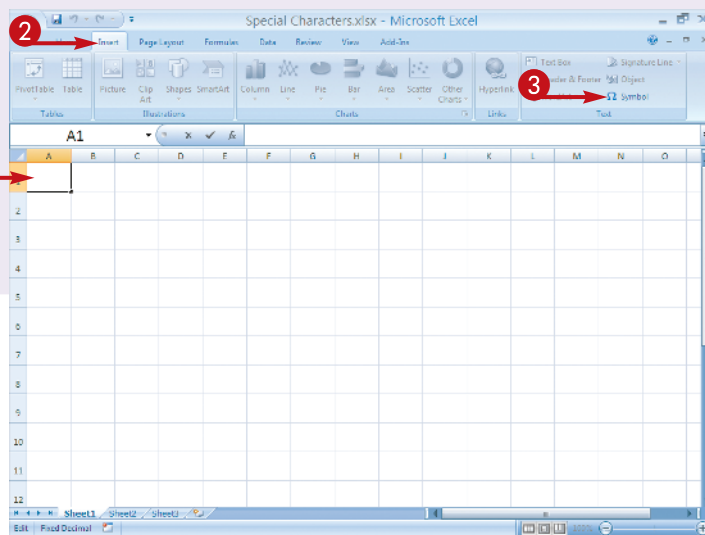 2
Special Characters.xlsx - Microsoft Excel
Insert Page Layout Formulas Data Review View Add-Ins
Text Box Signature Line
PivotTable Table Picture Clip Art Shapes SmartArt Column Line Pie Bar Area Scatter Other Charts Hyperlink & Footer Object
3 Symbol
Tables Illustrations Charts Links Text
A1 fx
A B C D E F G H I J K L M N O
2
3
4
5
6
7
8
9
10
11
12
Sheet1 Sheet2 Sheet3
Edit Fixed Decimal 100%